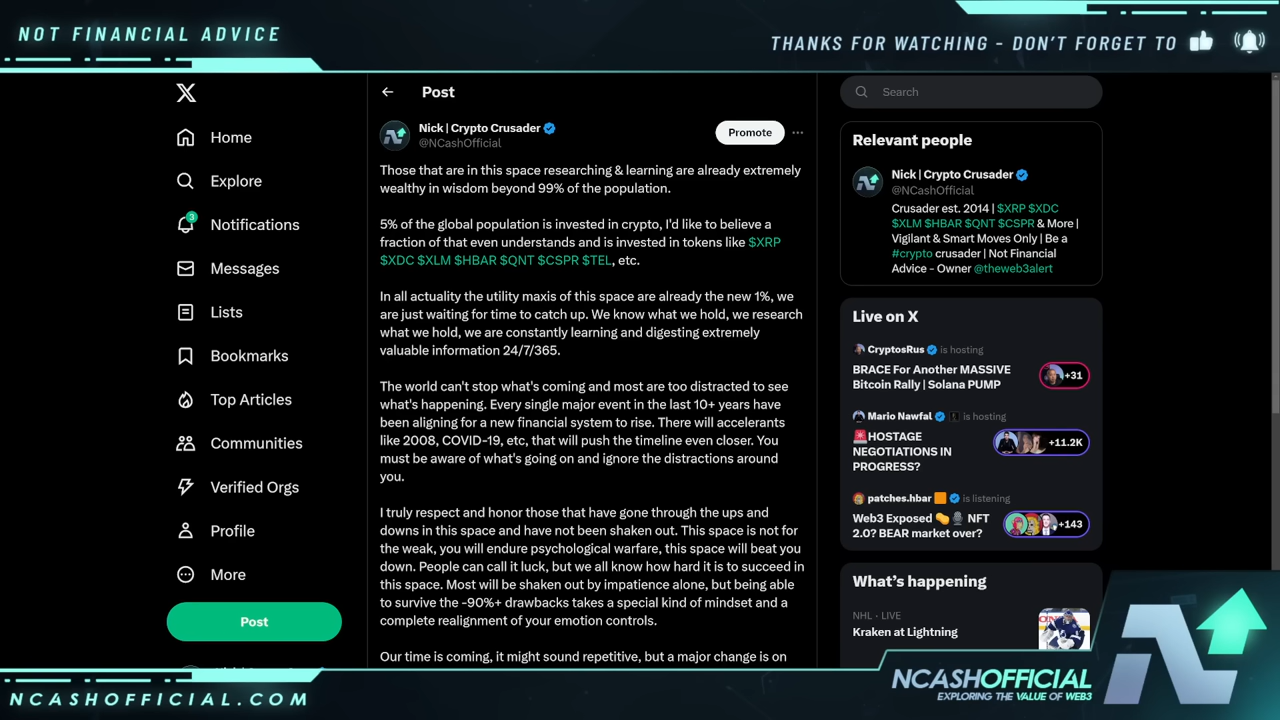 NOT FINANCIAL ADVICE
THANKS FOR WATCHING - DON'T FORGET TO
Home
Explore
3
Notifications
Messages
Lists
Bookmarks
Top Articles
Communities
Verified Orgs
Profile
More
Post
Post
Nick | Crypto Crusader
@NCashOfficial
Promote
Those that are in this space researching & learning are already extremely
wealthy in wisdom beyond 99% of the population.
5% of the global population is invested in crypto, I'd like to believe a
fraction of that even understands and is invested in tokens like $XRP
$XDC $XLM $HBAR $QNT $CSPR $TEL, etc.
In all actuality the utility maxis of this space are already the new 1%, we
are just waiting for time to catch up. We know what we hold, we research
what we hold, we are constantly learning and digesting extremely
valuable information 24/7/365.
The world can't stop what's coming and most are too distracted to see
what's happening. Every single major event in the last 10+ years have
been aligning for a new financial system to rise. There will accelerants
like 2008, COVID-19, etc, that will push the timeline even closer. You
must be aware of what's going on and ignore the distractions around
you.
I truly respect and honor those that have gone through the ups and
downs in this space and have not been shaken out. This space is not for
the weak, you will endure psychological warfare, this space will beat you
down. People can call it luck, but we all know how hard it is to succeed in
this space. Most will be shaken out by impatience alone, but being able
to survive the -90%+ drawbacks takes a special kind of mindset and a
complete realignment of your emotion controls.
Our time is coming, it might sound repetitive, but a major change is on
Search
Relevant people
Nick | Crypto Crusader
@NCashOfficial
Crusader est. 2014 | $XRP $XDC
$XLM $HBAR $QNT $CSPR & More |
Vigilant & Smart Moves Only | Be a
#crypto crusader | Not Financial
Advice - Owner @theweb3alert
Live on X
CryptosRus is hosting
BRACE For Another MASSIVE
Bitcoin Rally | Solana PUMP
+31
Mario Nawfal is hosting
🚨HOSTAGE
NEGOTIATIONS IN
PROGRESS?
+11.2K
patches.hbar is listening
Web3 Exposed NFT
2.0? BEAR market over?
+143
What's happening
NHL · LIVE
Kraken at Lightning
NCASHOFFICIAL.COM
NCASHOFFICIAL
EXPLORING THE VALUE OF WEB3